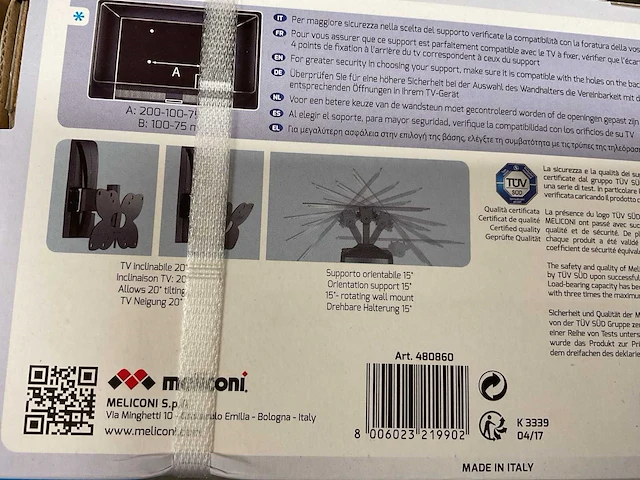 *
A
A: 200-100-75
B: 100-75 m
IT Per maggiore sicurezza nella scelta del supporto verificate la compatibilità con la foratura della vos
FR Pour vous assurer que ce support est parfaitement compatible avec le TV à fixer, vérifier que l'écar
4 points de fixation à l'arrière du tv correspondent à ceux du support
EN For greater security in choosing your support, make sure it is compatible with the holes on the back
DE Überprüfen Sie für eine höhere Sicherheit bei der Auswahl des Wandhalters die Vereinbarkeit mit d
entsprechenden Öffnungen in Ihrem TV-Gerät
NL Voor een betere keuze van de wandsteun moet gecontroleerd worden of de openingen gepast zijn
ES Al elegir el soporte, para mayor seguridad, verifique la compatibilidad con los orificios de su TV
EL Για μεγαλύτερη ασφάλεια στην επιλογή της βάσης, ελέγξτε τη συμβατότητα με τις τρύπες της τηλεόρασ
TV Inclinabile 20°
Inclinaison TV: 20
Allows 20° tilting
TV Neigung 20°
Supporto orientabile 15°
Orientation support 15°
15°- rotating wall mount
Drehbare Halterung 15°
TÜV
SÜD
Qualità certificata
Certificat de qualité
Certified quality
Geprüfte Qualität
La sicurezza e la qualità dei su
certificate dal gruppo TÜV SÜD
una serie di test. In particolare l
verificata caricando il prodotto c
La présence du logo TÜV SÜD
MELICONI ont passé avec suc
qualité et de sécurité. De pl
chaque produit a été valid
coefficient de sécurité équival
The safety and quality of Meli
by TÜV SÜD upon successful
Load-bearing capacity has be
with three times the maximum
Sicherheit und Qualität der M
von der TÜV SÜD Gruppe ze
einer Reihe von Tests unters
wurde das Produkt zur Pri
dem dreifachen des deklarie
meliconi.
MELICONI S.p.A
Via Minghetti 10 Emilia - Bologna - Italy
www.meliconi.
Art. 480860
8 006023 219902
K 3339
04/17
MADE IN ITALY